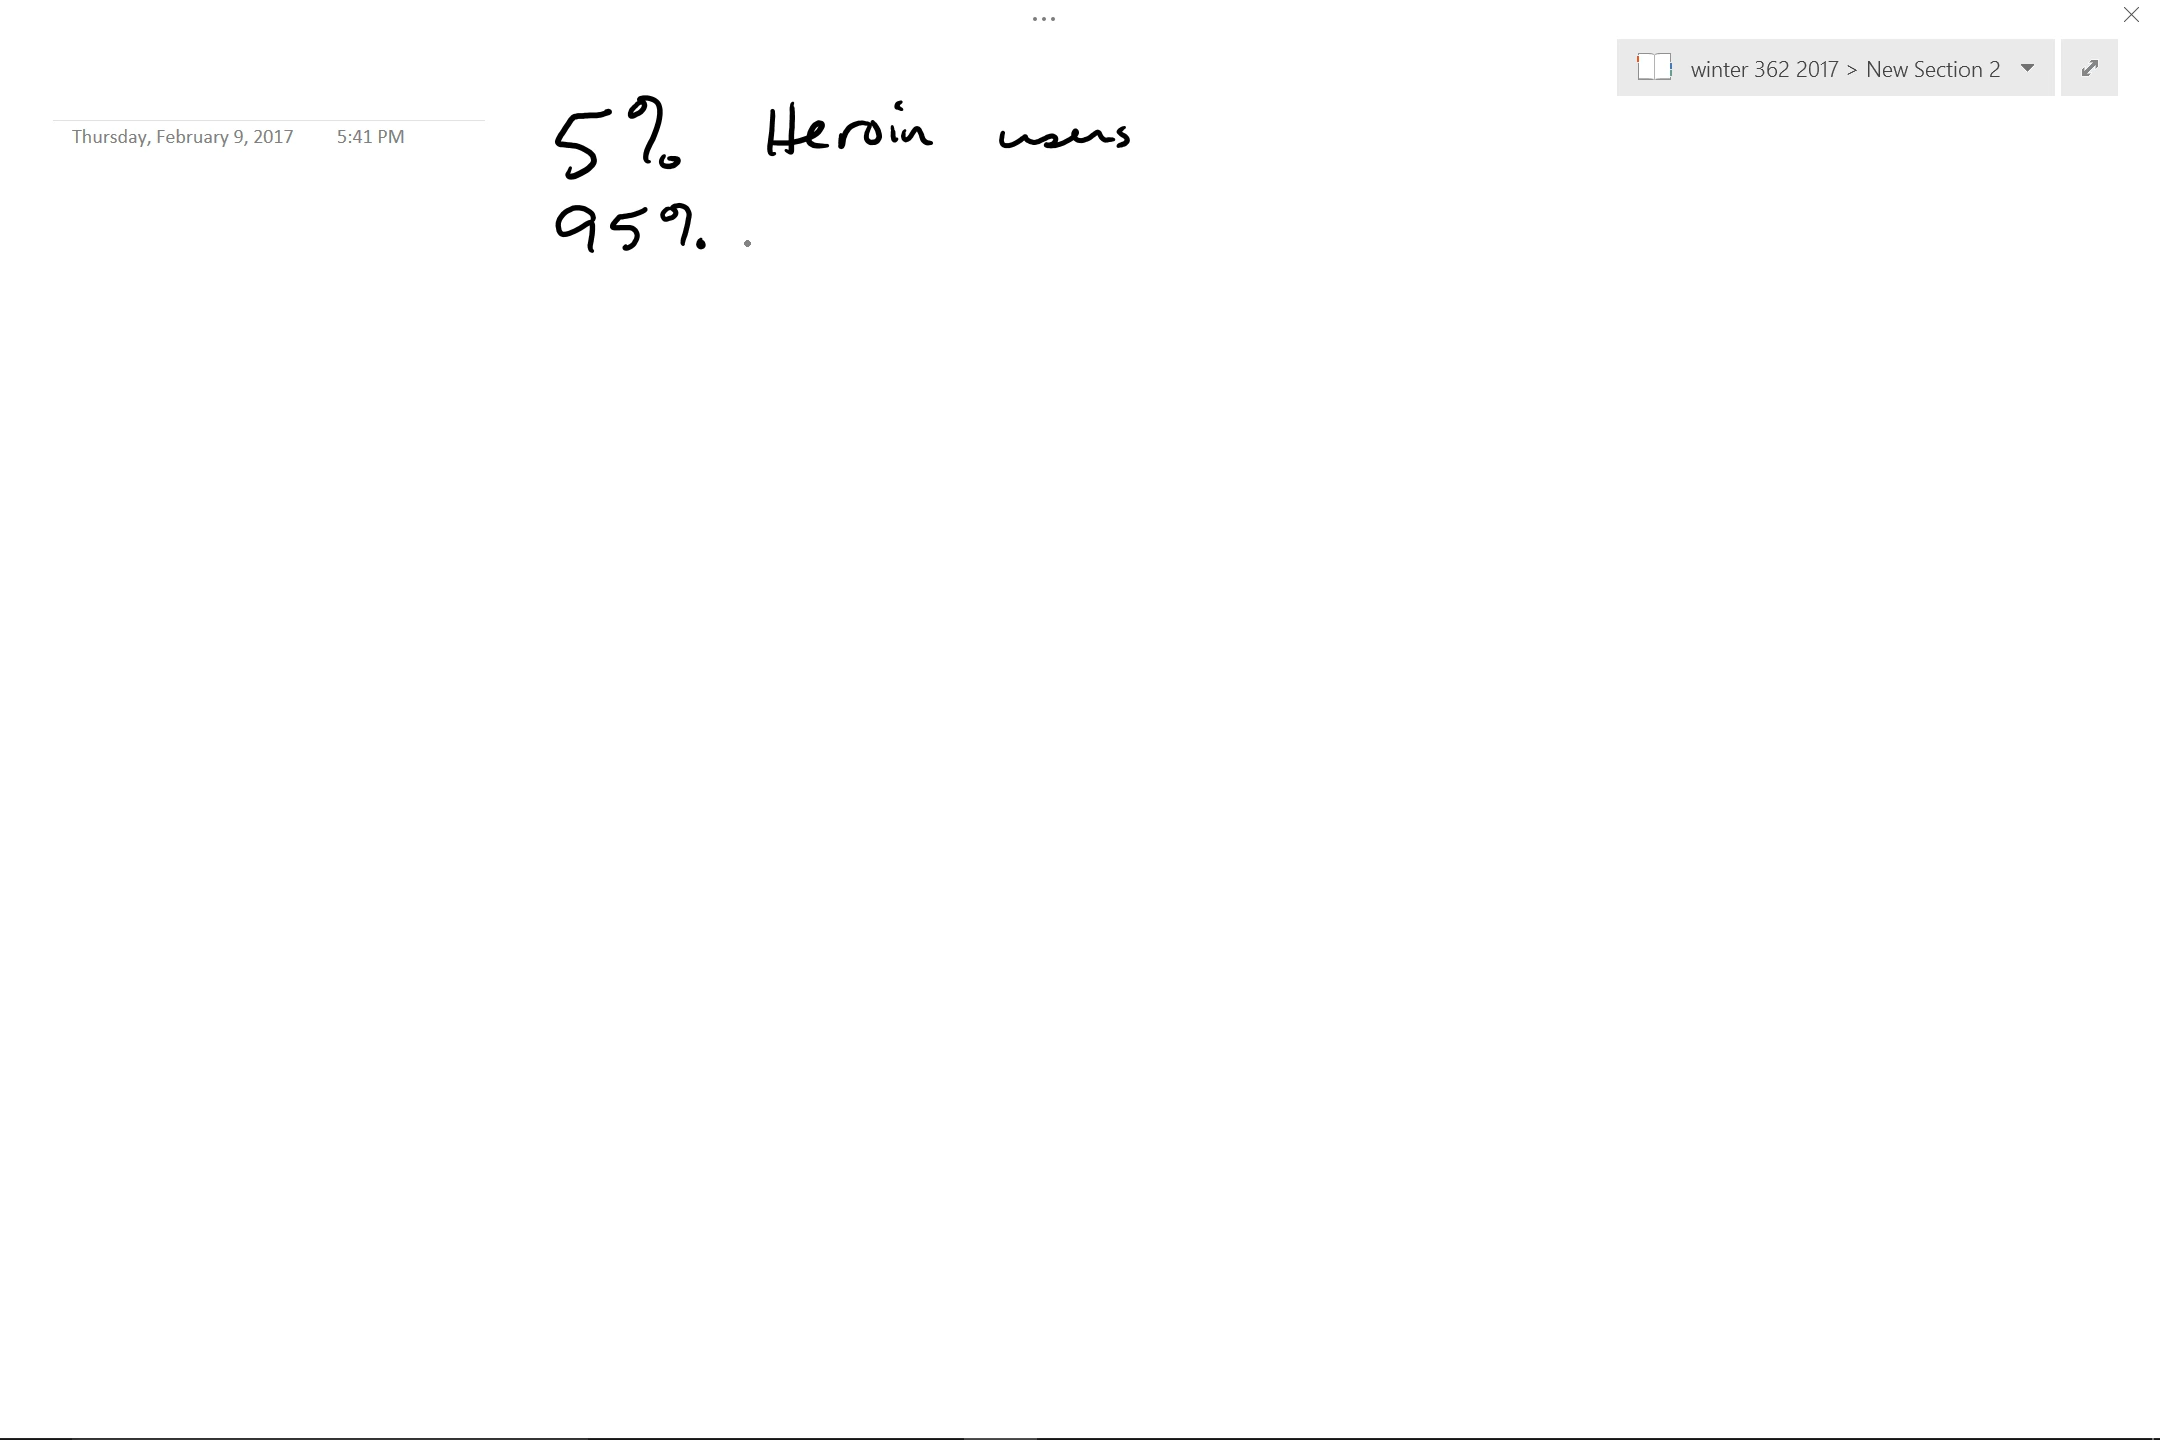 winter 362 2017 > New Section 2
Thursday, February 9, 2017 5:41 PM
5% Heroin users
95%